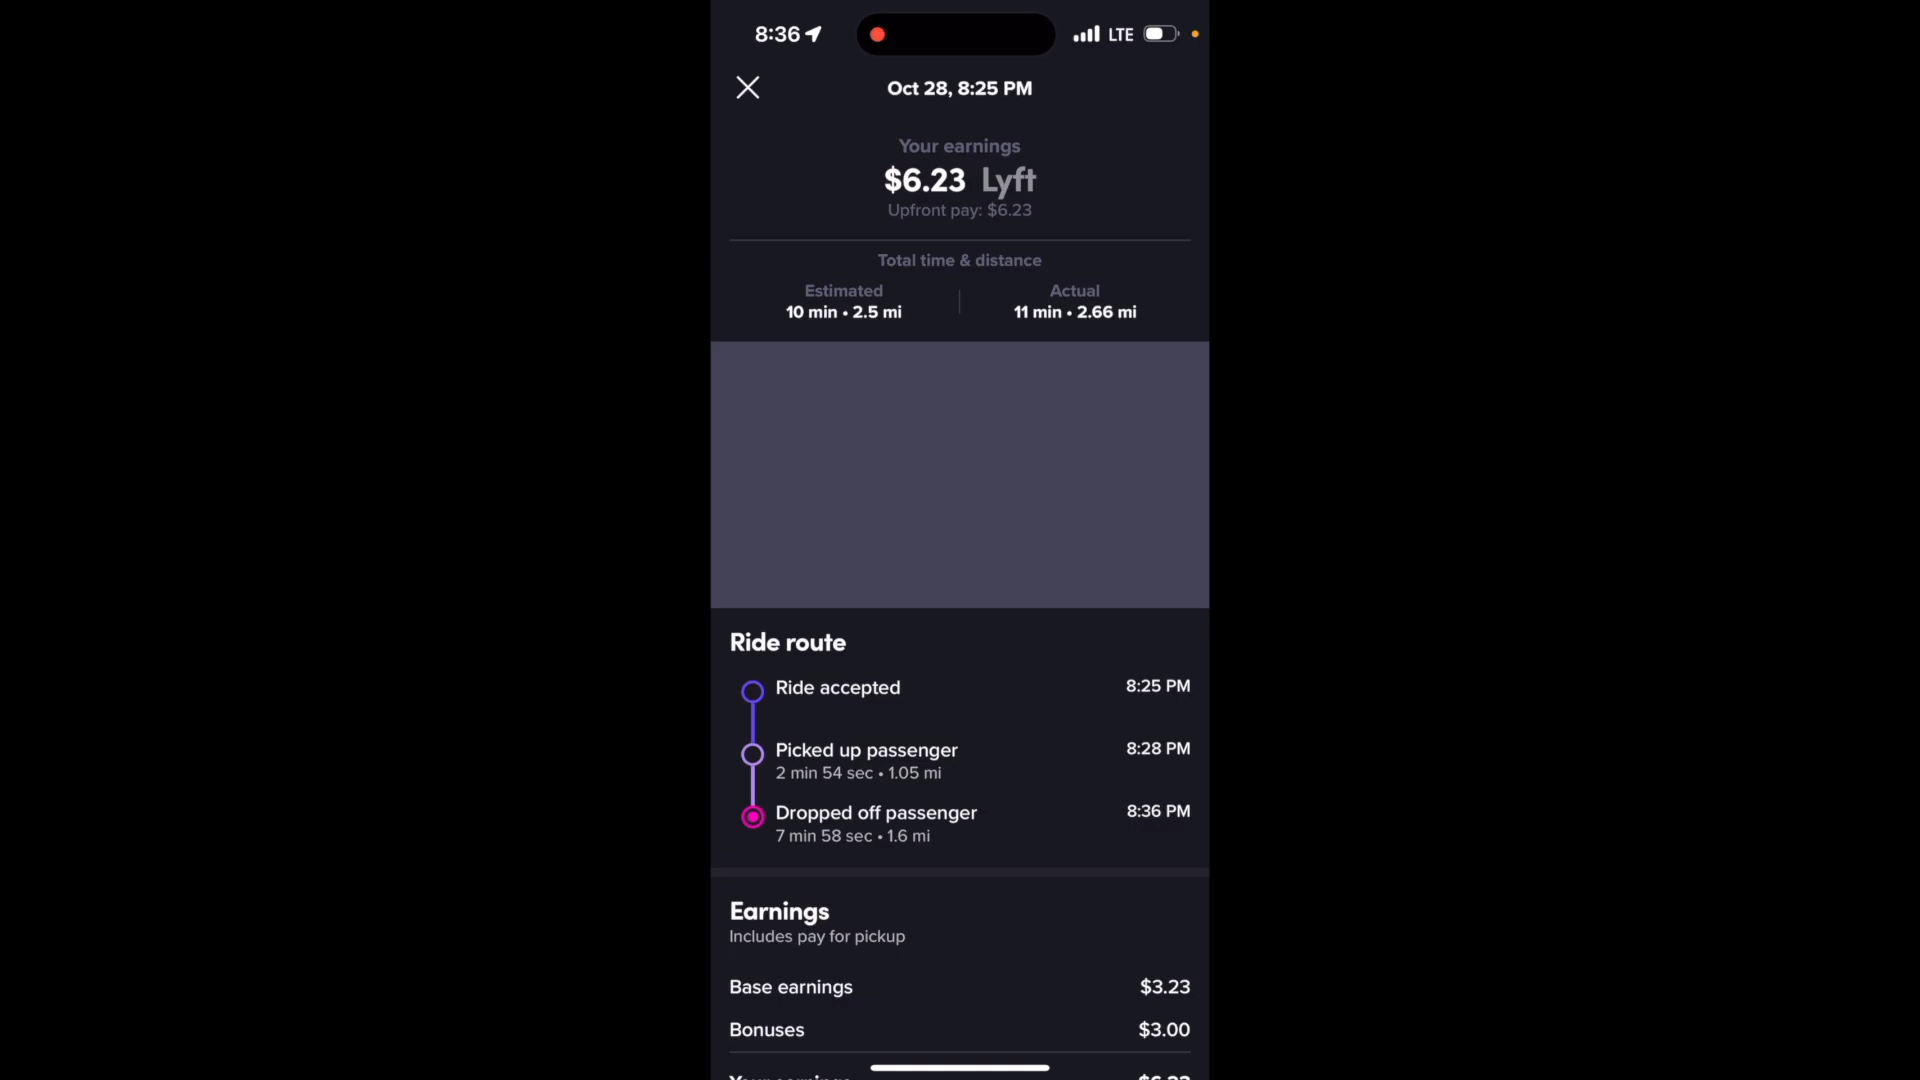 8:36 LTE
Oct 28, 8:25 PM
Your earnings
$6.23 Lyft
Upfront pay: $6.23
Total time & distance
Estimated Actual
10 min • 2.5 mi 11 min • 2.66 mi
Ride route
Ride accepted 8:25 PM
Picked up passenger 8:28 PM
2 min 54 sec • 1.05 mi
Dropped off passenger 8:36 PM
7 min 58 sec • 1.6 mi
Earnings
Includes pay for pickup
Base earnings $3.23
Bonuses $3.00
Your earnings $6.23